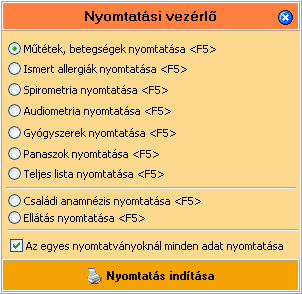 Nyomtatási vezérlő
Műtétek, betegségek nyomtatása <F5>
Ismert allergiák nyomtatása <F5>
Spirometria nyomtatása <F5>
Audiometria nyomtatása <F5>
Gyógyszerek nyomtatása <F5>
Panaszok nyomtatása <F5>
Teljes lista nyomtatása <F5>
Családi anamnézis nyomtatása <F5>
Ellátás nyomtatása <F5>
Az egyes nyomtatványoknál minden adat nyomtatása
Nyomtatás indítása